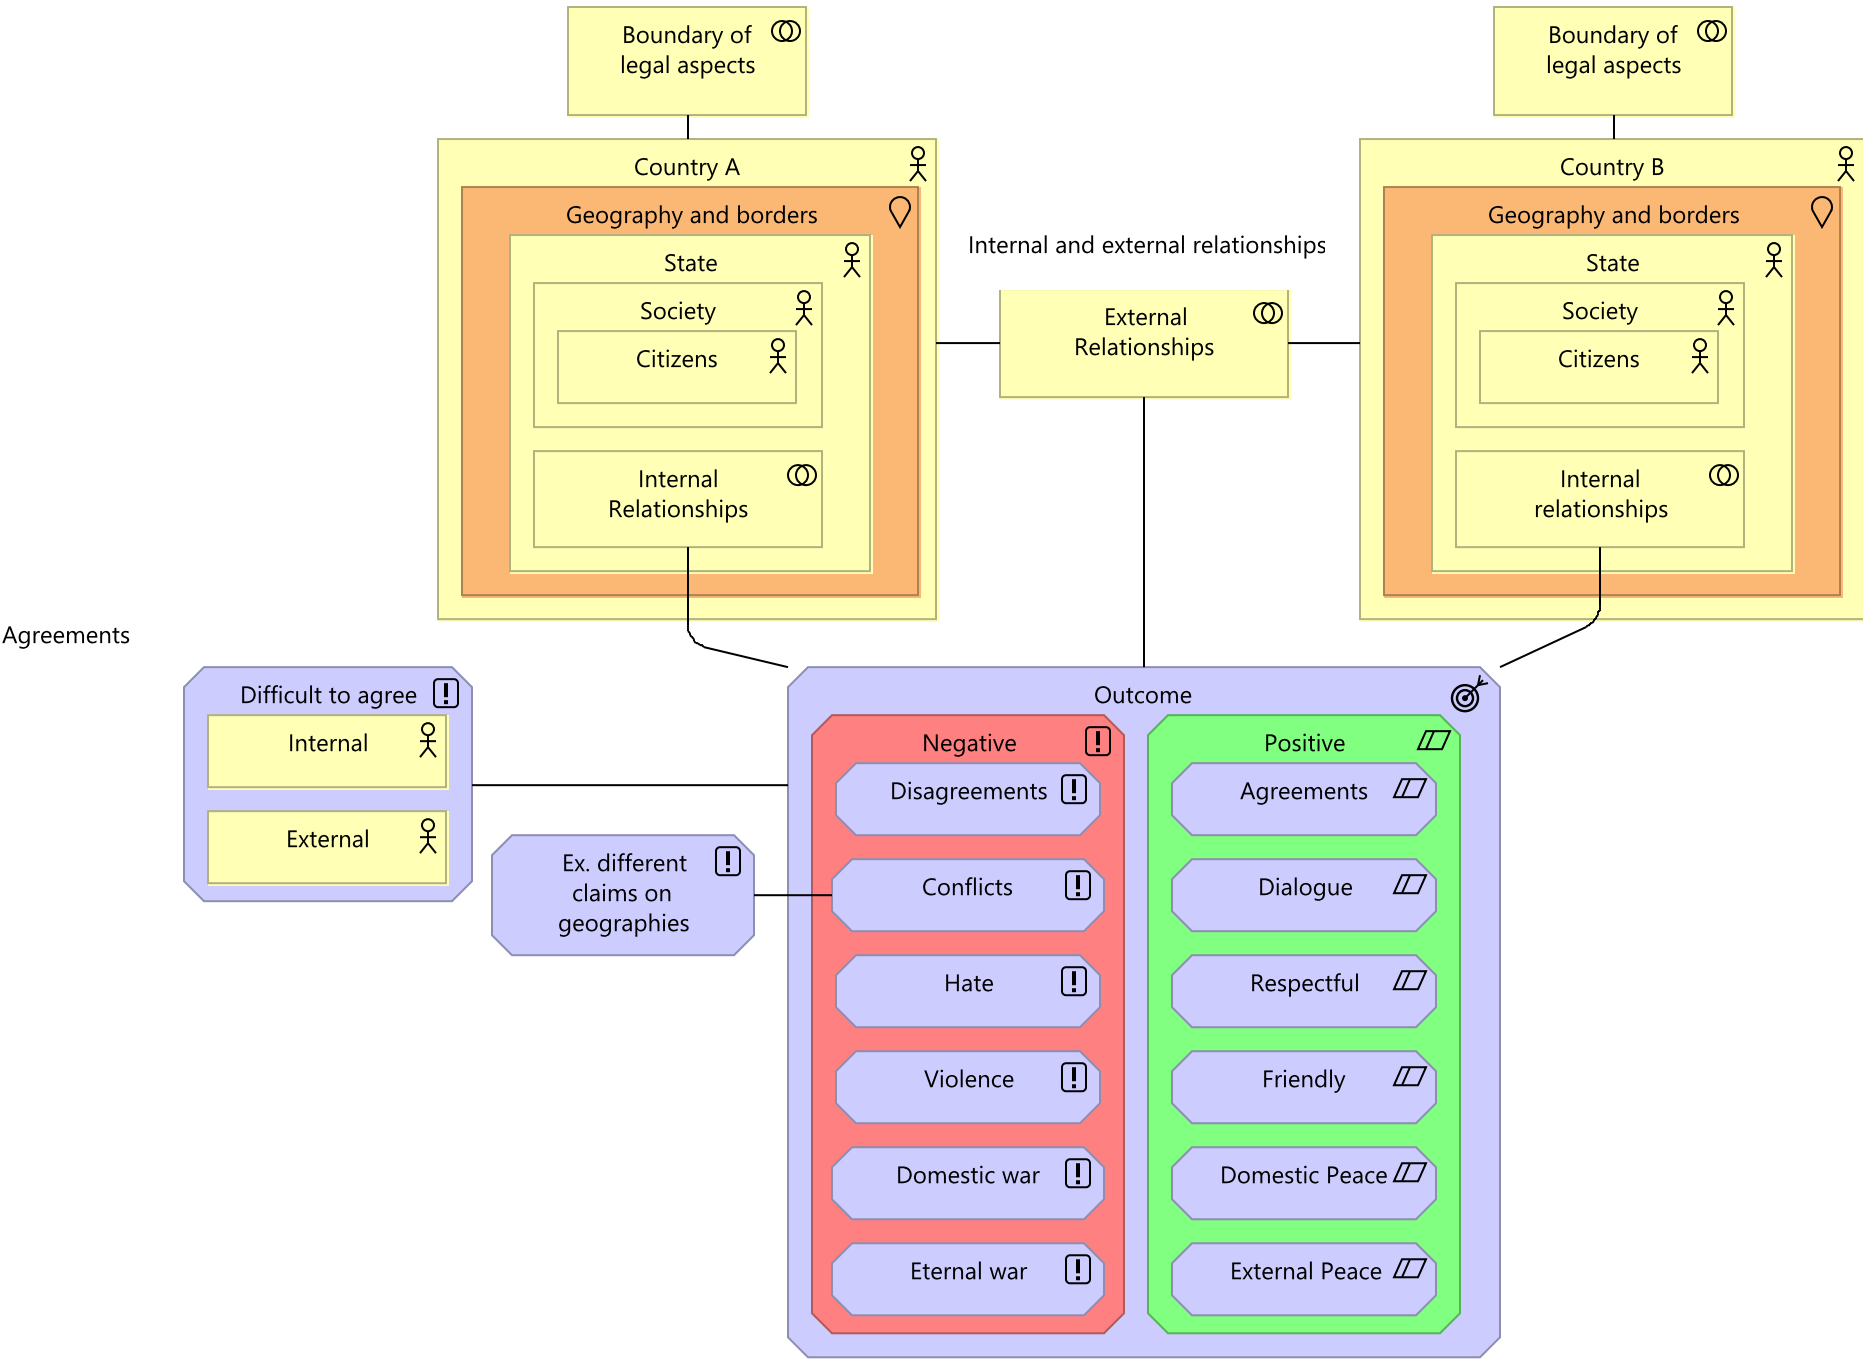 Boundary of
legal aspects
Boundary of
legal aspects
Country A
Geography and borders
State
Society
Citizens
Internal
Relationships
Internal and external relationships
External
Relationships
Country B
Geography and borders
State
Society
Citizens
Internal
relationships
Agreements
Difficult to agree
Internal
External
Ex. different
claims on
geographies
Outcome
Negative
Disagreements
Conflicts
Hate
Violence
Domestic war
Eternal war
Positive
Agreements
Dialogue
Respectful
Friendly
Domestic Peace
External Peace